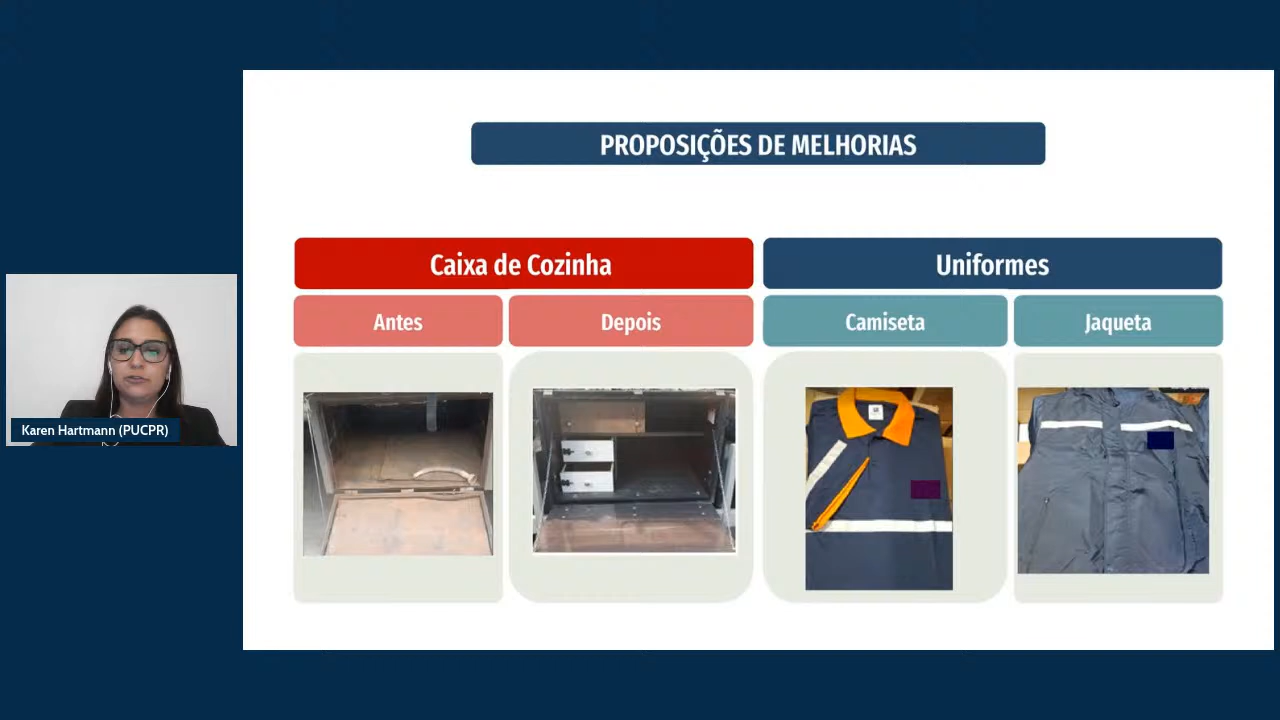 PROPOSIÇÕES DE MELHORIAS
Caixa de Cozinha
Uniformes
Antes
Depois
Camiseta
Jaqueta
Karen Hartmann (PUCPR)